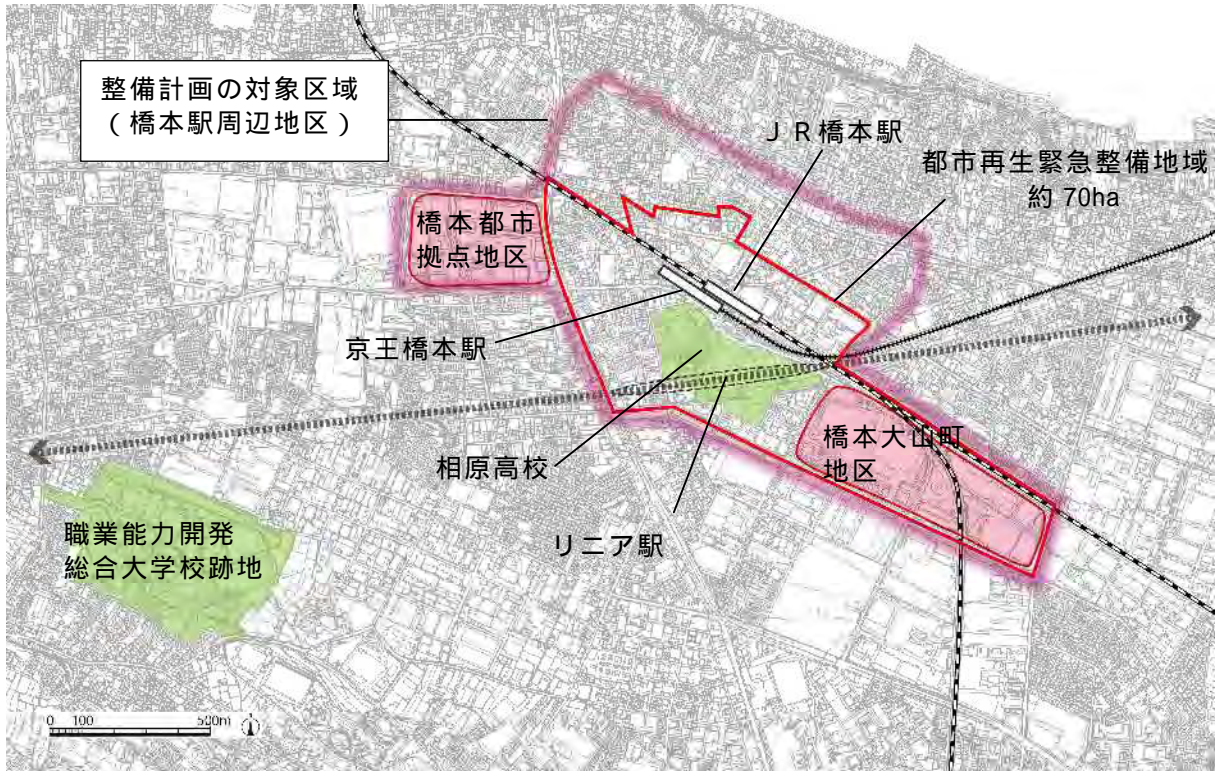 整備計画の対象区域
（橋本駅周辺地区）
ＪＲ橋本駅
都市再生緊急整備地域
約 70ha
橋本都市
拠点地区
京王橋本駅
橋本大山町
地区
相原高校
リニア駅
職業能力開発
総合大学校跡地
0 100 500m